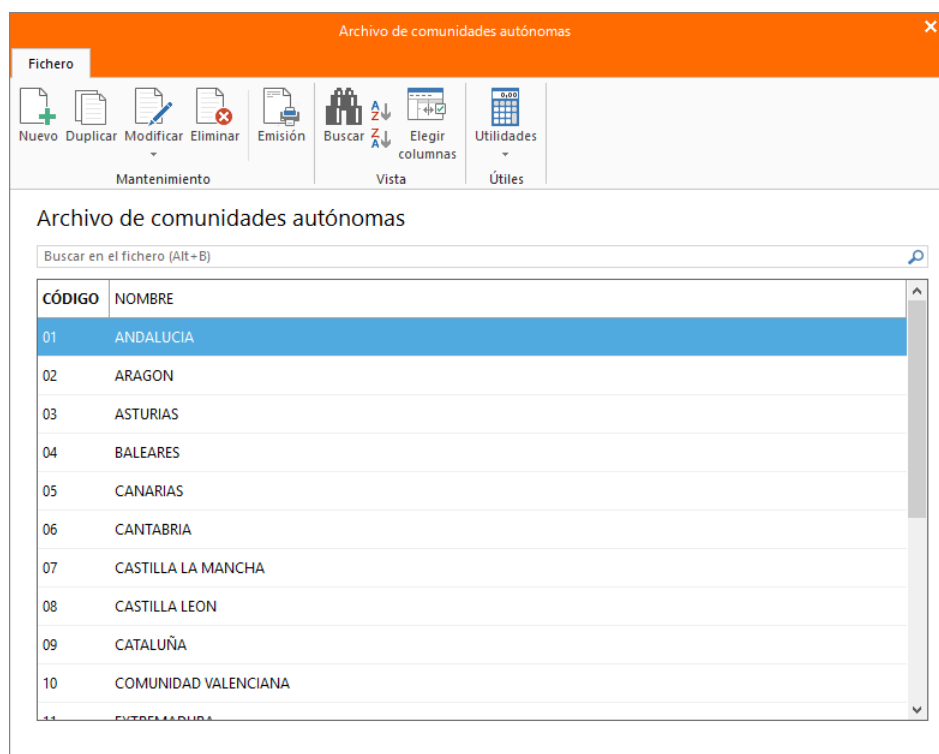 Archivo de comunidades autónomas
Fichero
Nuevo Duplicar Modificar Eliminar Emisión Buscar Elegir columnas Utilidades
Mantenimiento Vista Útiles
Archivo de comunidades autónomas
Buscar en el fichero (Alt+B)
CÓDIGO NOMBRE
01 ANDALUCIA
02 ARAGON
03 ASTURIAS
04 BALEARES
05 CANARIAS
06 CANTABRIA
07 CASTILLA LA MANCHA
08 CASTILLA LEON
09 CATALUÑA
10 COMUNIDAD VALENCIANA
11 EXTREMADURA